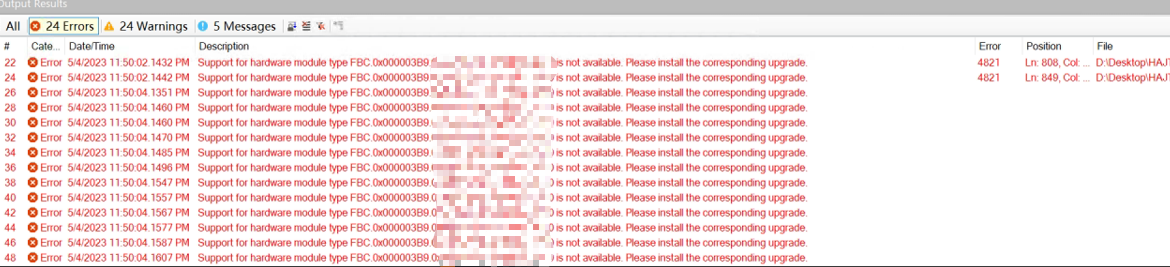 Output Results
All 24 Errors 24 Warnings 5 Messages
# Cate... Date/Time Description Error Position File
22 Error 5/4/2023 11:50:02.1432 PM Support for hardware module type FBC.0x000003B9. is not available. Please install the corresponding upgrade. 4821 Ln: 808, Col: ... D:\Desktop\HAJT
24 Error 5/4/2023 11:50:02.1442 PM Support for hardware module type FBC.0x000003B9. is not available. Please install the corresponding upgrade. 4821 Ln: 849, Col: ... D:\Desktop\HAJT
26 Error 5/4/2023 11:50:04.1351 PM Support for hardware module type FBC.0x000003B9. is not available. Please install the corresponding upgrade.
28 Error 5/4/2023 11:50:04.1460 PM Support for hardware module type FBC.0x000003B9. is not available. Please install the corresponding upgrade.
30 Error 5/4/2023 11:50:04.1460 PM Support for hardware module type FBC.0x000003B9. is not available. Please install the corresponding upgrade.
32 Error 5/4/2023 11:50:04.1470 PM Support for hardware module type FBC.0x000003B9. is not available. Please install the corresponding upgrade.
34 Error 5/4/2023 11:50:04.1485 PM Support for hardware module type FBC.0x000003B9. is not available. Please install the corresponding upgrade.
36 Error 5/4/2023 11:50:04.1496 PM Support for hardware module type FBC.0x000003B9. is not available. Please install the corresponding upgrade.
38 Error 5/4/2023 11:50:04.1547 PM Support for hardware module type FBC.0x000003B9. is not available. Please install the corresponding upgrade.
40 Error 5/4/2023 11:50:04.1557 PM Support for hardware module type FBC.0x000003B9. is not available. Please install the corresponding upgrade.
42 Error 5/4/2023 11:50:04.1567 PM Support for hardware module type FBC.0x000003B9. is not available. Please install the corresponding upgrade.
44 Error 5/4/2023 11:50:04.1577 PM Support for hardware module type FBC.0x000003B9. is not available. Please install the corresponding upgrade.
46 Error 5/4/2023 11:50:04.1587 PM Support for hardware module type FBC.0x000003B9. is not available. Please install the corresponding upgrade.
48 Error 5/4/2023 11:50:04.1607 PM Support for hardware module type FBC.0x000003B9. is not available. Please install the corresponding upgrade.